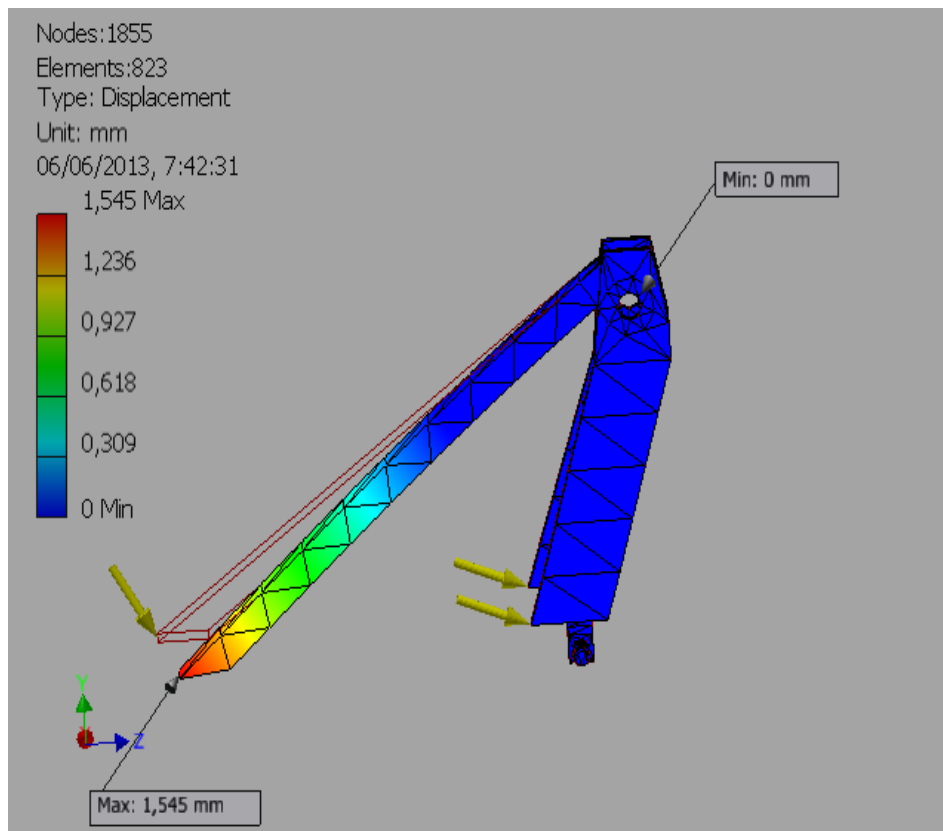 Nodes:1855
Elements:823
Type: Displacement
Unit: mm
06/06/2013, 7:42:31
1,545 Max
1,236
0,927
0,618
0,309
0 Min
Min: 0 mm
Y
Z
Max: 1,545 mm